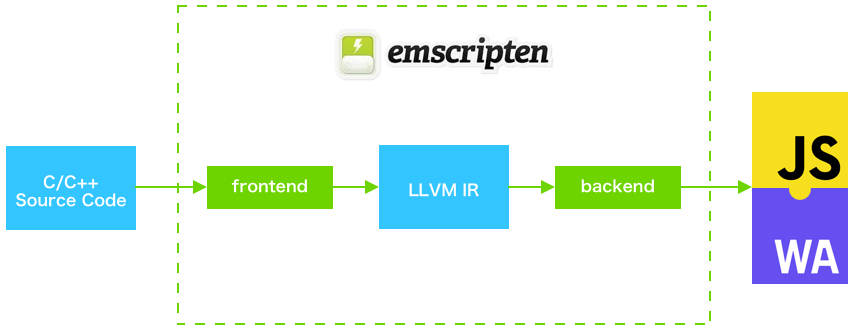 emscripten
C/C++
Source Code
frontend
LLVM IR
backend
JS
WA